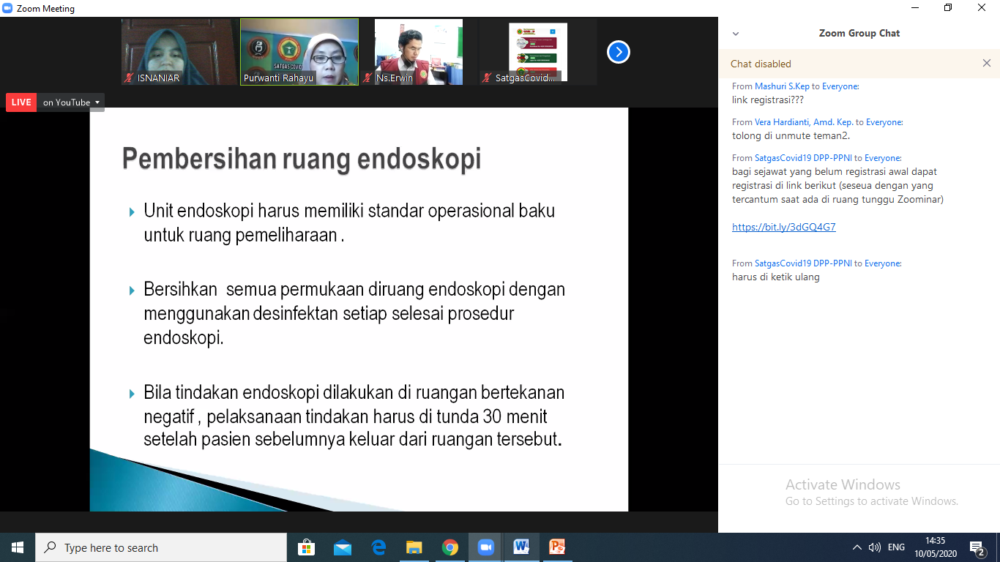 Zoom Meeting
ISNANIAR
Purwanti Rahayu
Ns.Erwin
SatgasCovid...
SATGAS COVID
LIVE on YouTube
Pembersihan ruang endoskopi
Unit endoskopi harus memiliki standar operasional baku
untuk ruang pemeliharaan .
Bersihkan semua permukaan diruang endoskopi dengan
menggunakan desinfektan setiap selesai prosedur
endoskopi.
Bila tindakan endoskopi dilakukan di ruangan bertekanan
negatif , pelaksanaan tindakan harus di tunda 30 menit
setelah pasien sebelumnya keluar dari ruangan tersebut.
Zoom Group Chat
Chat disabled
From Mashuri S.Kep to Everyone:
link registrasi???
From Vera Hardianti, Amd. Kep. to Everyone:
tolong di unmute teman2.
From SatgasCovid19 DPP-PPNI to Everyone:
bagi sejawat yang belum registrasi awal dapat
registrasi di link berikut (seseua dengan yang
tercantum saat ada di ruang tunggu Zoominar)
https://bit.ly/3dGQ4G7
From SatgasCovid19 DPP-PPNI to Everyone:
harus di ketik ulang
Activate Windows
Go to Settings to activate Windows.
Type here to search
ENG
14:35
10/05/2020
2